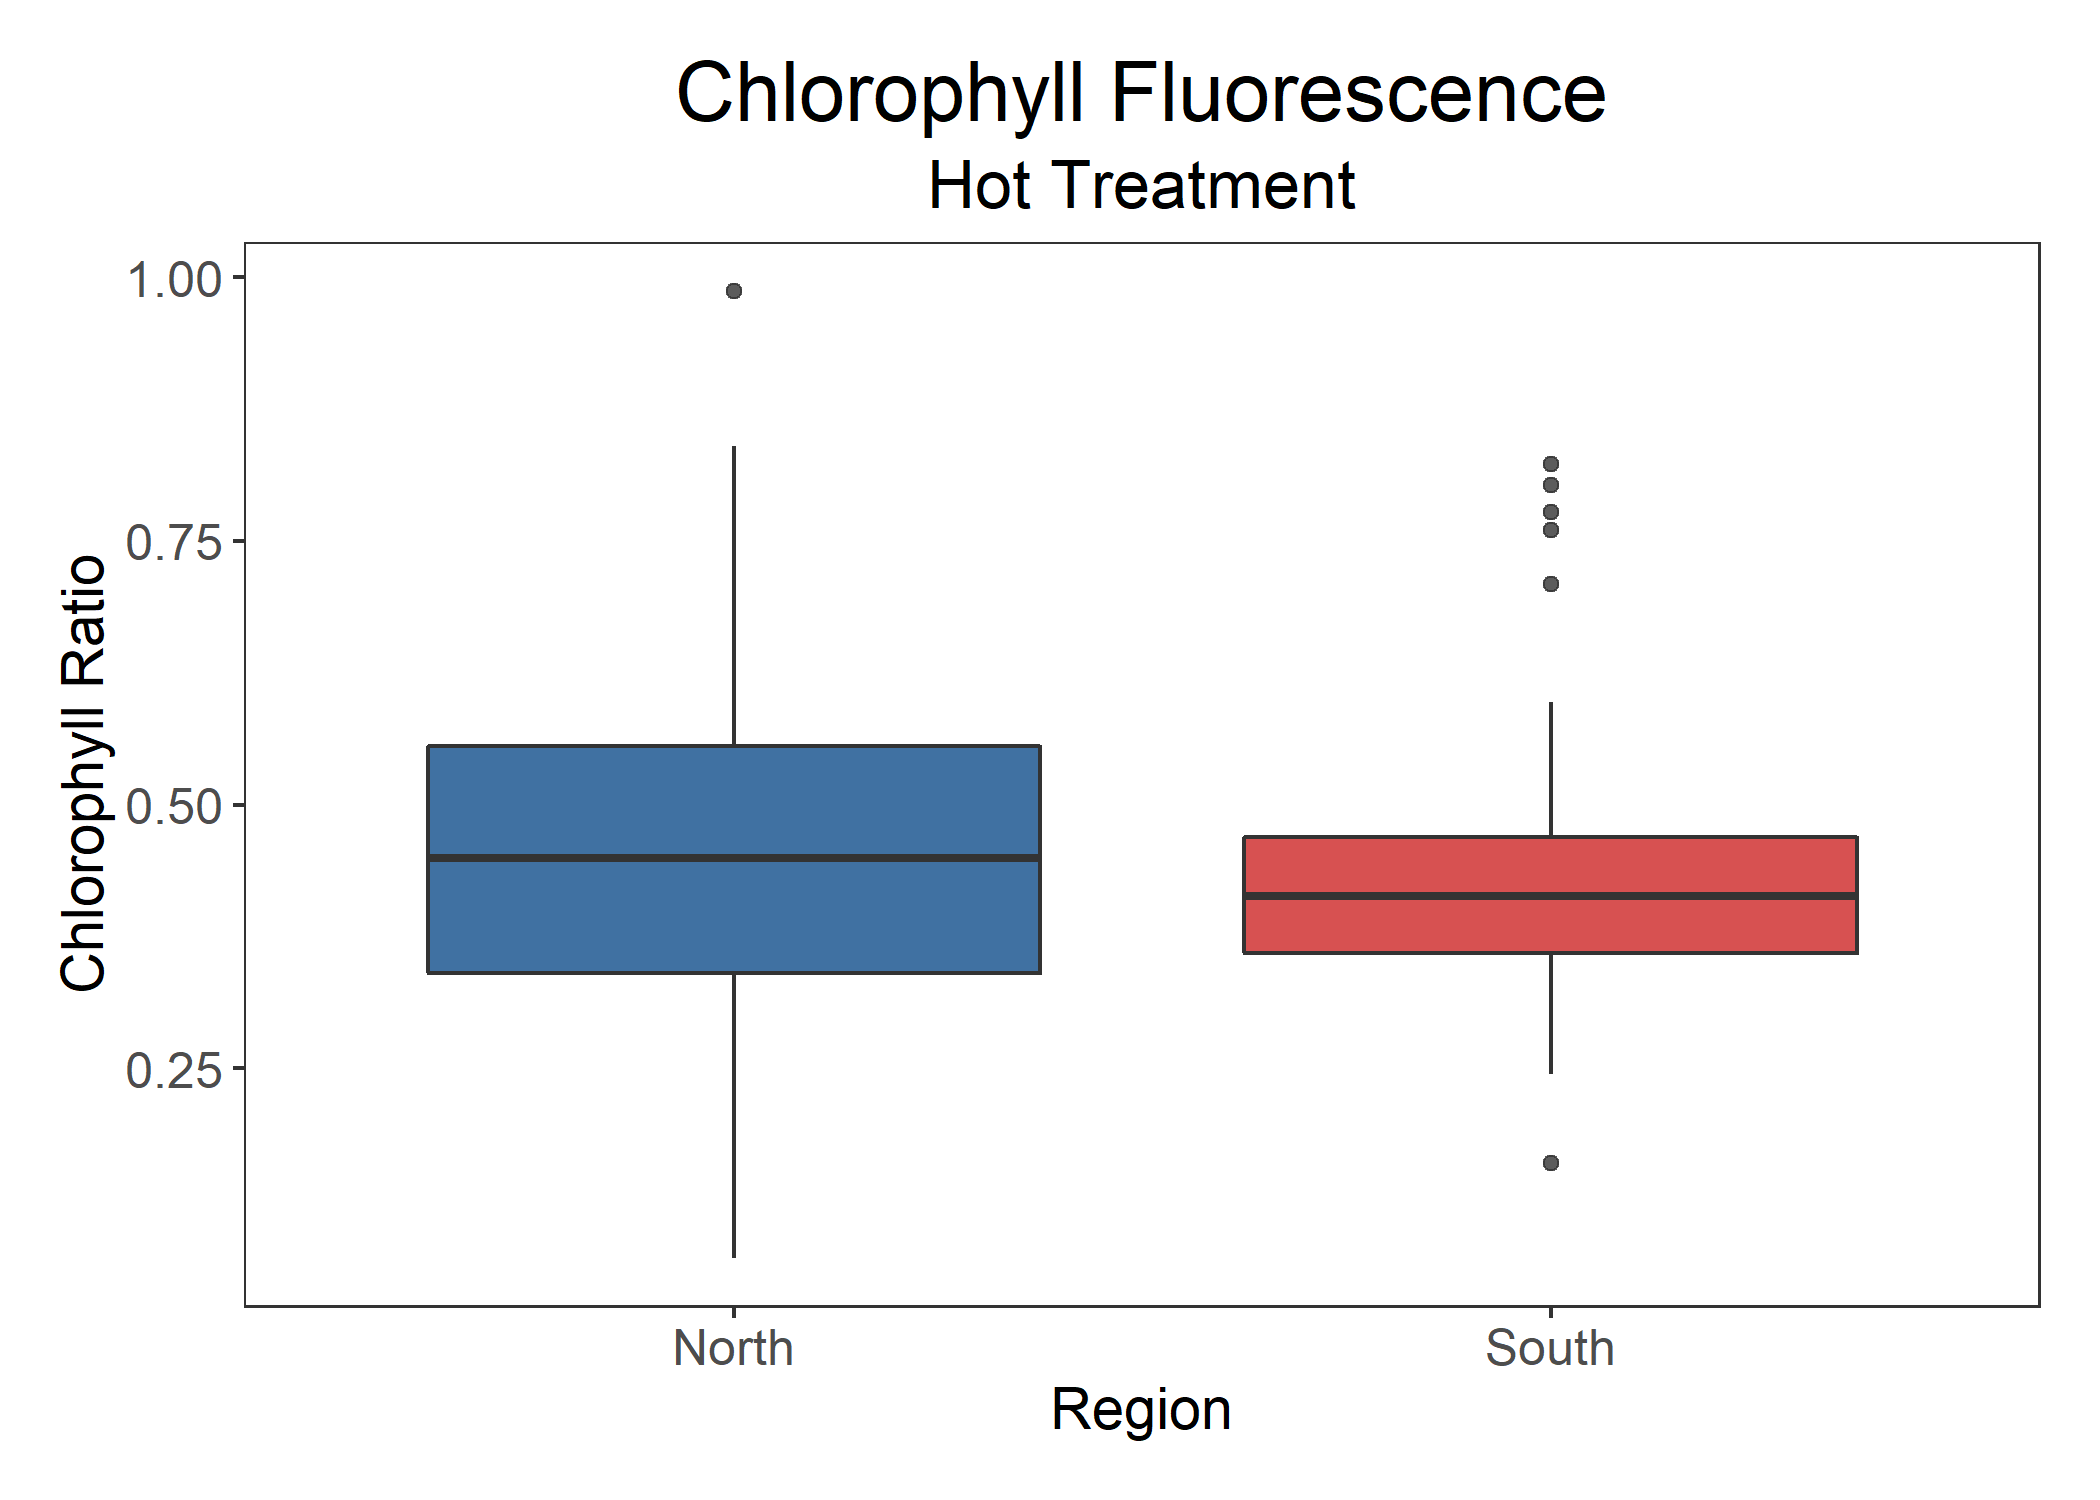 Chlorophyll Fluorescence
Hot Treatment
Chlorophyll Ratio
1.00
0.75
0.50
0.25
North
South
Region